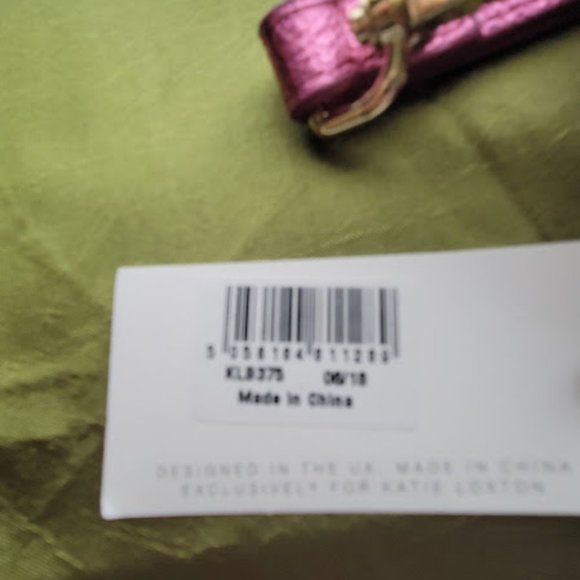 5 056184 811289
KLB375 06/18
Made in China
DESIGNED IN THE UK, MADE IN CHINA
EXCLUSIVELY FOR KATIE LOXTON